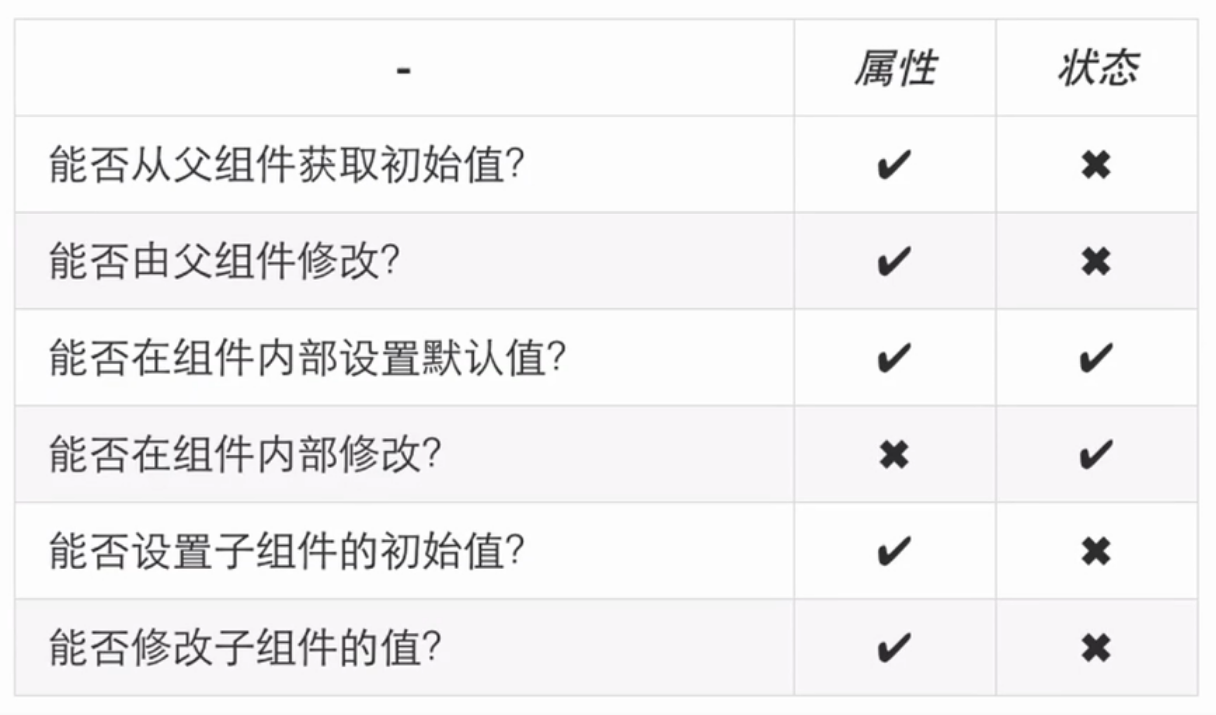 - 属性 状态
能否从父组件获取初始值? ✔ ✖
能否由父组件修改? ✔ ✖
能否在组件内部设置默认值? ✔ ✔
能否在组件内部修改? ✖ ✔
能否设置子组件的初始值? ✔ ✖
能否修改子组件的值? ✔ ✖